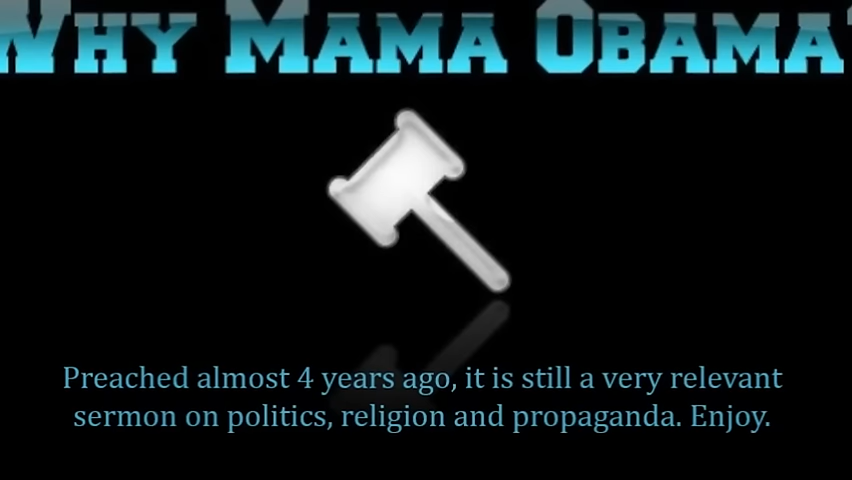 Why Mama Obama?
Preached almost 4 years ago, it is still a very relevant
sermon on politics, religion and propaganda. Enjoy.